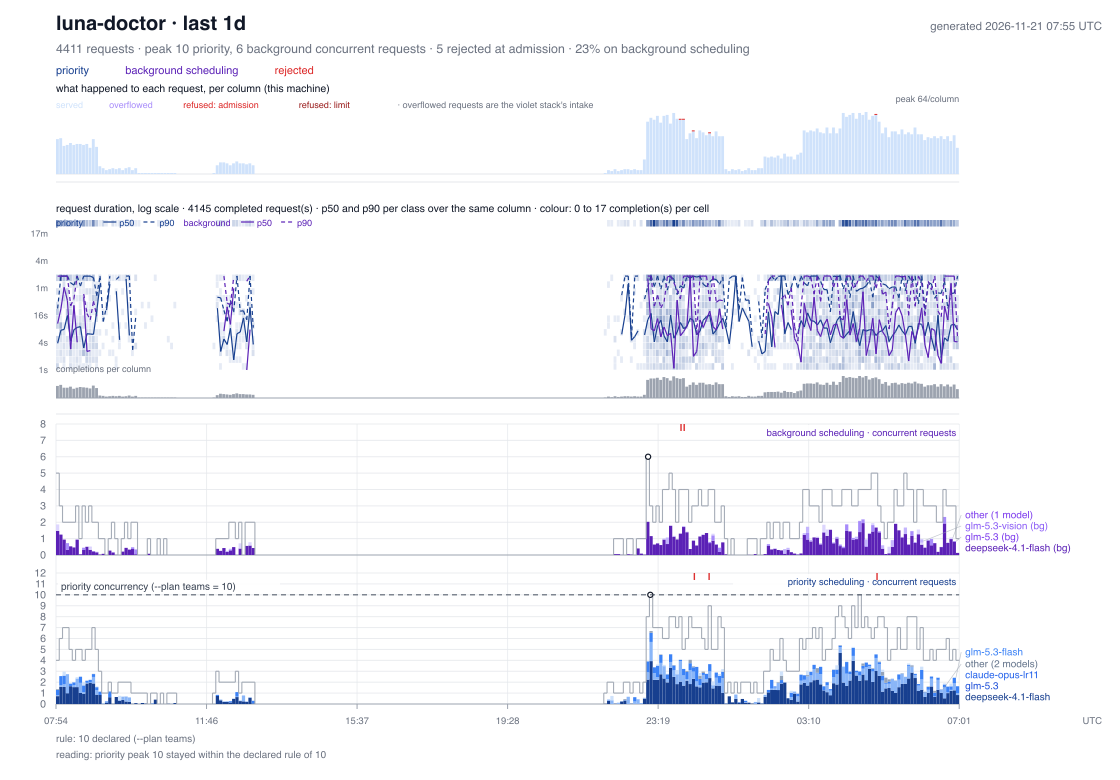 luna-doctor · last 1d
generated 2026-11-21 07:55 UTC
4411 requests · peak 10 priority, 6 background concurrent requests · 5 rejected at admission · 23% on background scheduling
priority background scheduling rejected
what happened to each request, per column (this machine)
served overflowed refused: admission refused: limit · overflowed requests are the violet stack's intake
peak 64/column
request duration, log scale · 4145 completed request(s) · p50 and p90 per class over the same column · colour: 0 to 17 completion(s) per cell
priority p50 p90 background p50 p90
17m
4m
1m
16s
4s
1s
completions per column
8
7
6
5
4
3
2
1
0
background scheduling · concurrent requests
other (1 model)
glm-5.3-vision (bg)
glm-5.3 (bg)
deepseek-4.1-flash (bg)
12
11
10
9
8
7
6
5
4
3
2
1
0
priority concurrency (--plan teams = 10)
priority scheduling · concurrent requests
glm-5.3-flash
other (2 models)
claude-opus-lr11
glm-5.3
deepseek-4.1-flash
07:54 11:46 15:37 19:28 23:19 03:10 07:01 UTC
rule: 10 declared (--plan teams)
reading: priority peak 10 stayed within the declared rule of 10